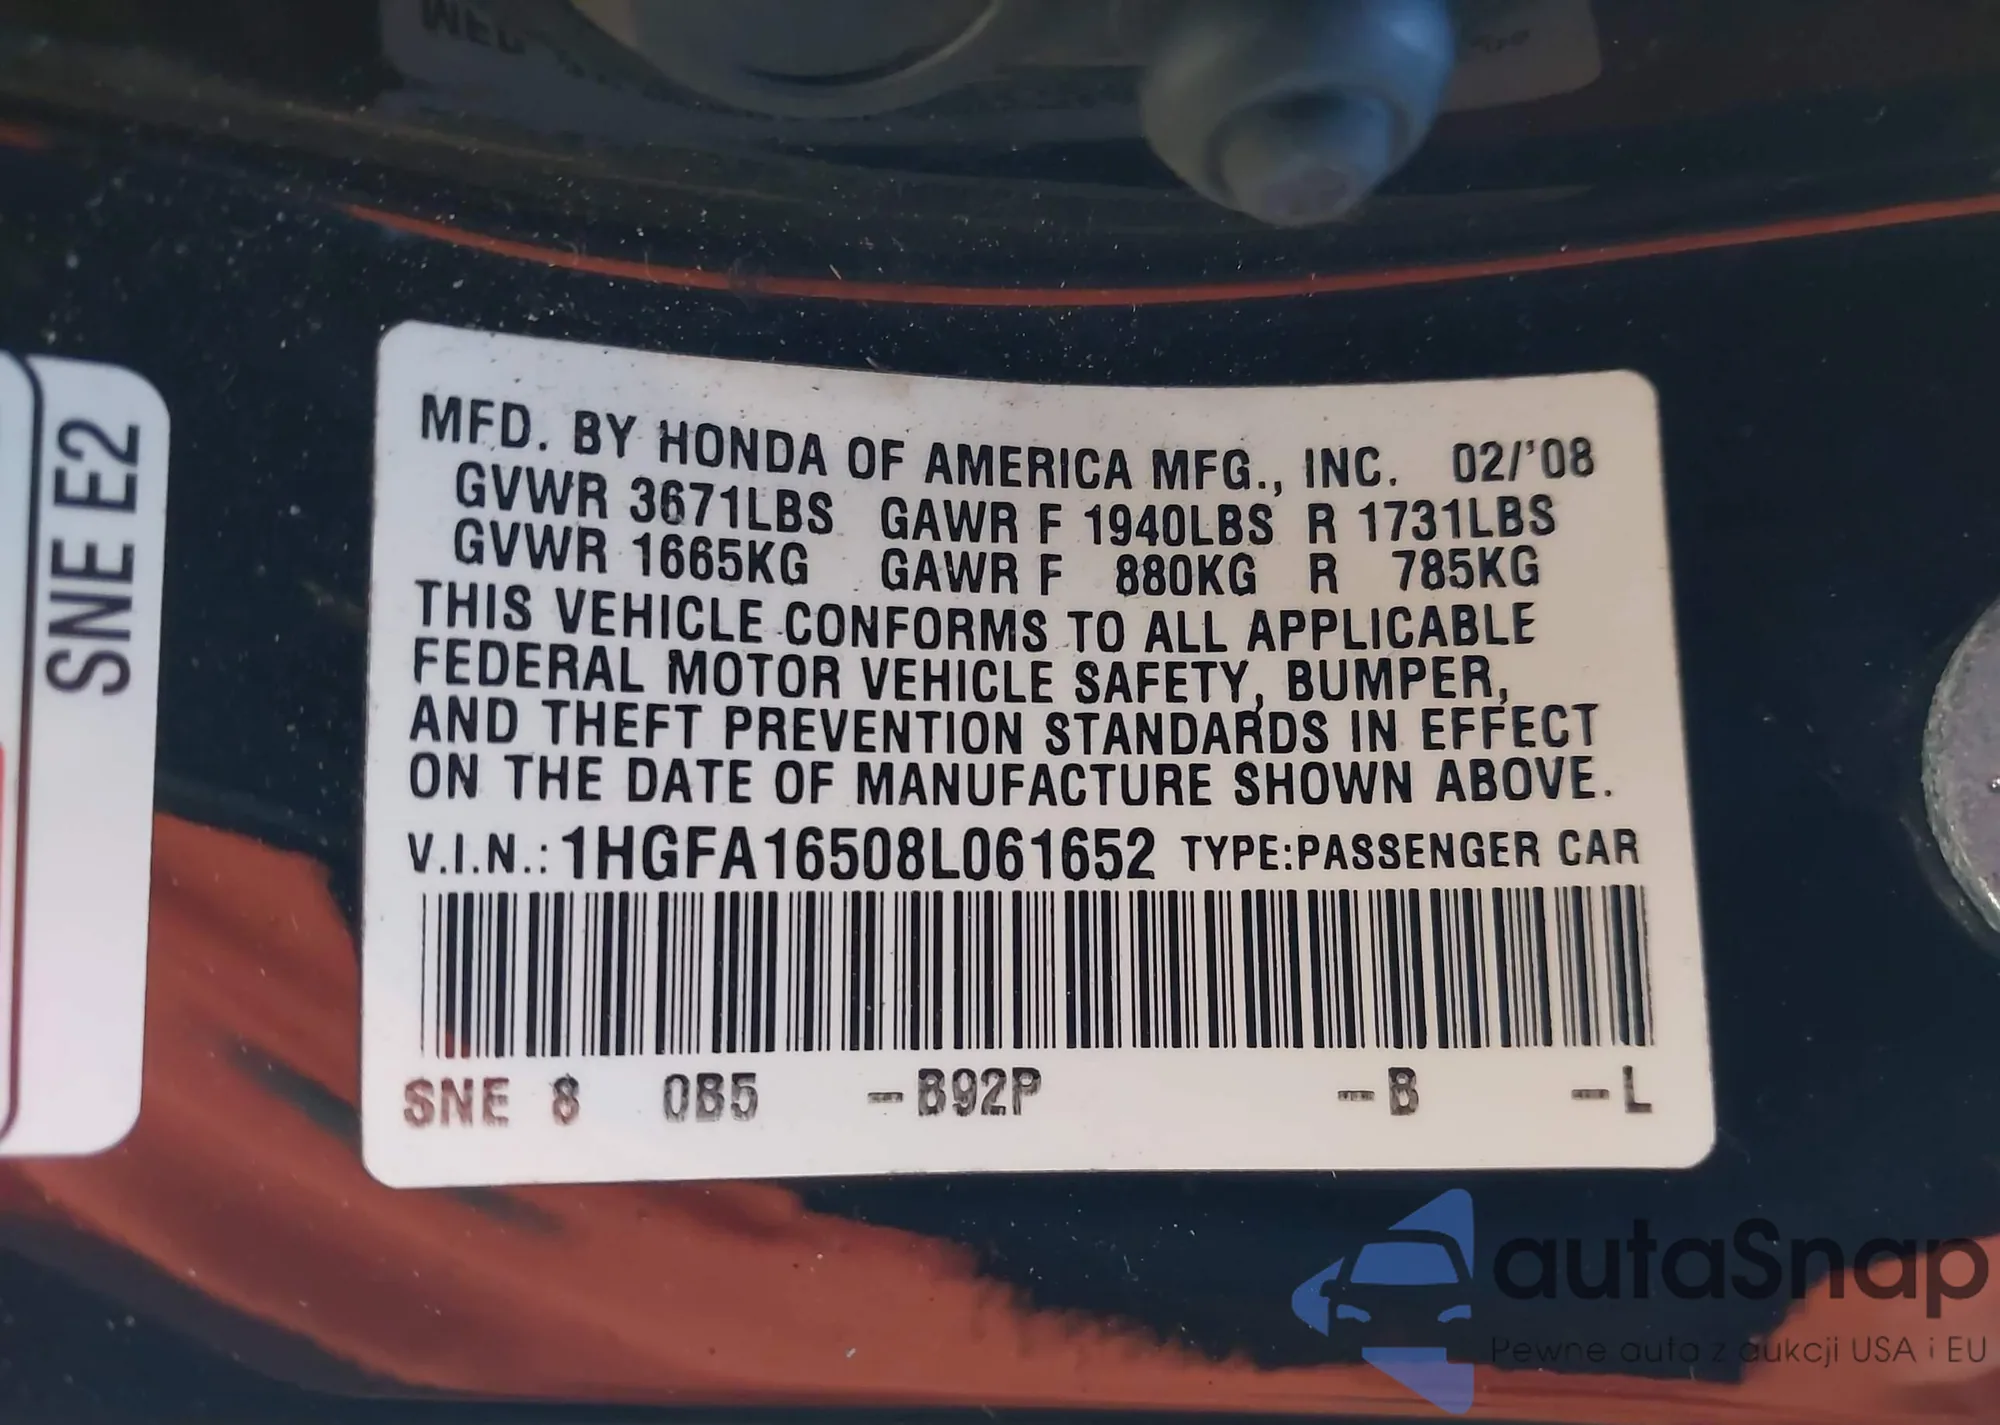 SNE E2
MFD. BY HONDA OF AMERICA MFG., INC. 02/'08
GVWR 3671LBS GAWR F 1940LBS R 1731LBS
GVWR 1665KG GAWR F 880KG R 785KG
THIS VEHICLE CONFORMS TO ALL APPLICABLE
FEDERAL MOTOR VEHICLE SAFETY, BUMPER,
AND THEFT PREVENTION STANDARDS IN EFFECT
ON THE DATE OF MANUFACTURE SHOWN ABOVE.
V.I.N.: 1HGFA16508L061652 TYPE:PASSENGER CAR
SNE 8 0B5 -B92P -B -L
autaSnap
Pewne auta z aukcji USA i EU